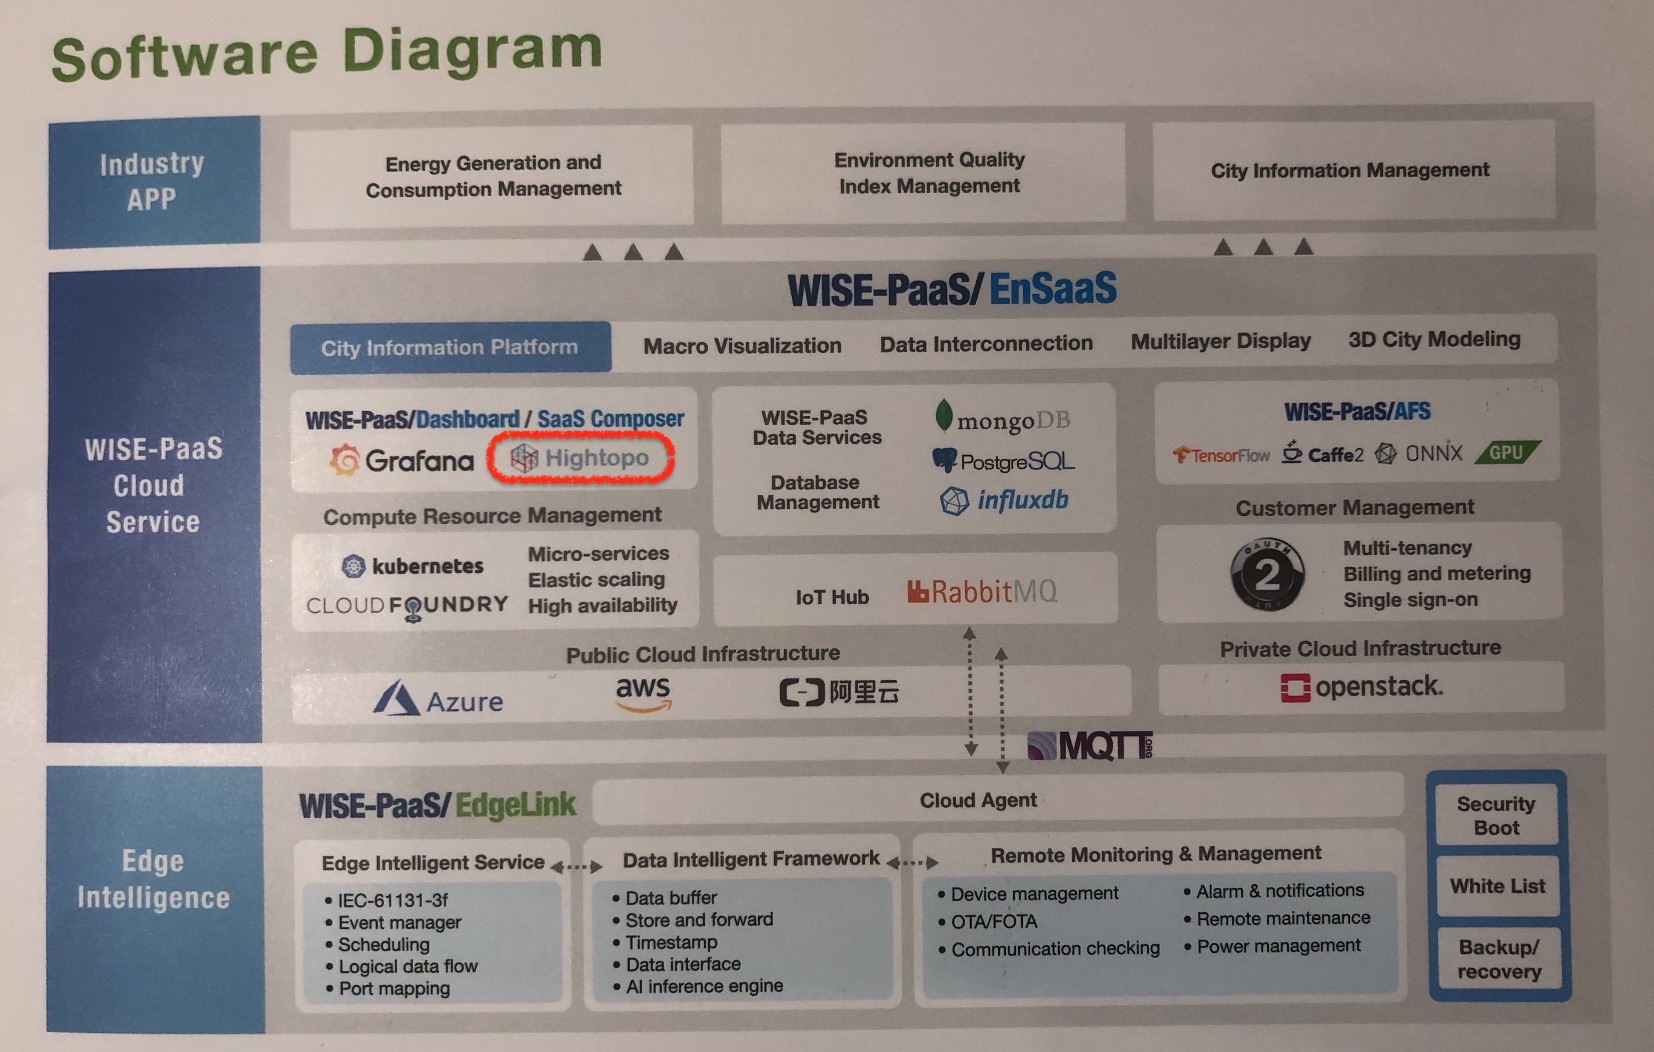 Software Diagram
Industry
APP
Energy Generation and
Consumption Management
Environment Quality
Index Management
City Information Management
WISE-PaaS
Cloud
Service
WISE-PaaS/EnSaaS
City Information Platform
Macro Visualization
Data Interconnection
Multilayer Display
3D City Modeling
WISE-PaaS/Dashboard / SaaS Composer
Grafana
Hightopo
WISE-PaaS
Data Services
Database
Management
mongoDB
PostgreSQL
influxdb
WISE-PaaS/AFS
TensorFlow
Caffe2
ONNX
GPU
Compute Resource Management
kubernetes
CLOUD FOUNDRY
Micro-services
Elastic scaling
High availability
IoT Hub
RabbitMQ
Customer Management
OAUTH
2
Multi-tenancy
Billing and metering
Single sign-on
Public Cloud Infrastructure
Azure
aws
阿里云
Private Cloud Infrastructure
openstack.
MQTT.ORG
Edge
Intelligence
WISE-PaaS/EdgeLink
Cloud Agent
Edge Intelligent Service
• IEC-61131-3f
• Event manager
• Scheduling
• Logical data flow
• Port mapping
Data Intelligent Framework
• Data buffer
• Store and forward
• Timestamp
• Data interface
• AI inference engine
Remote Monitoring & Management
• Device management
• OTA/FOTA
• Communication checking
• Alarm & notifications
• Remote maintenance
• Power management
Security
Boot
White List
Backup/
recovery